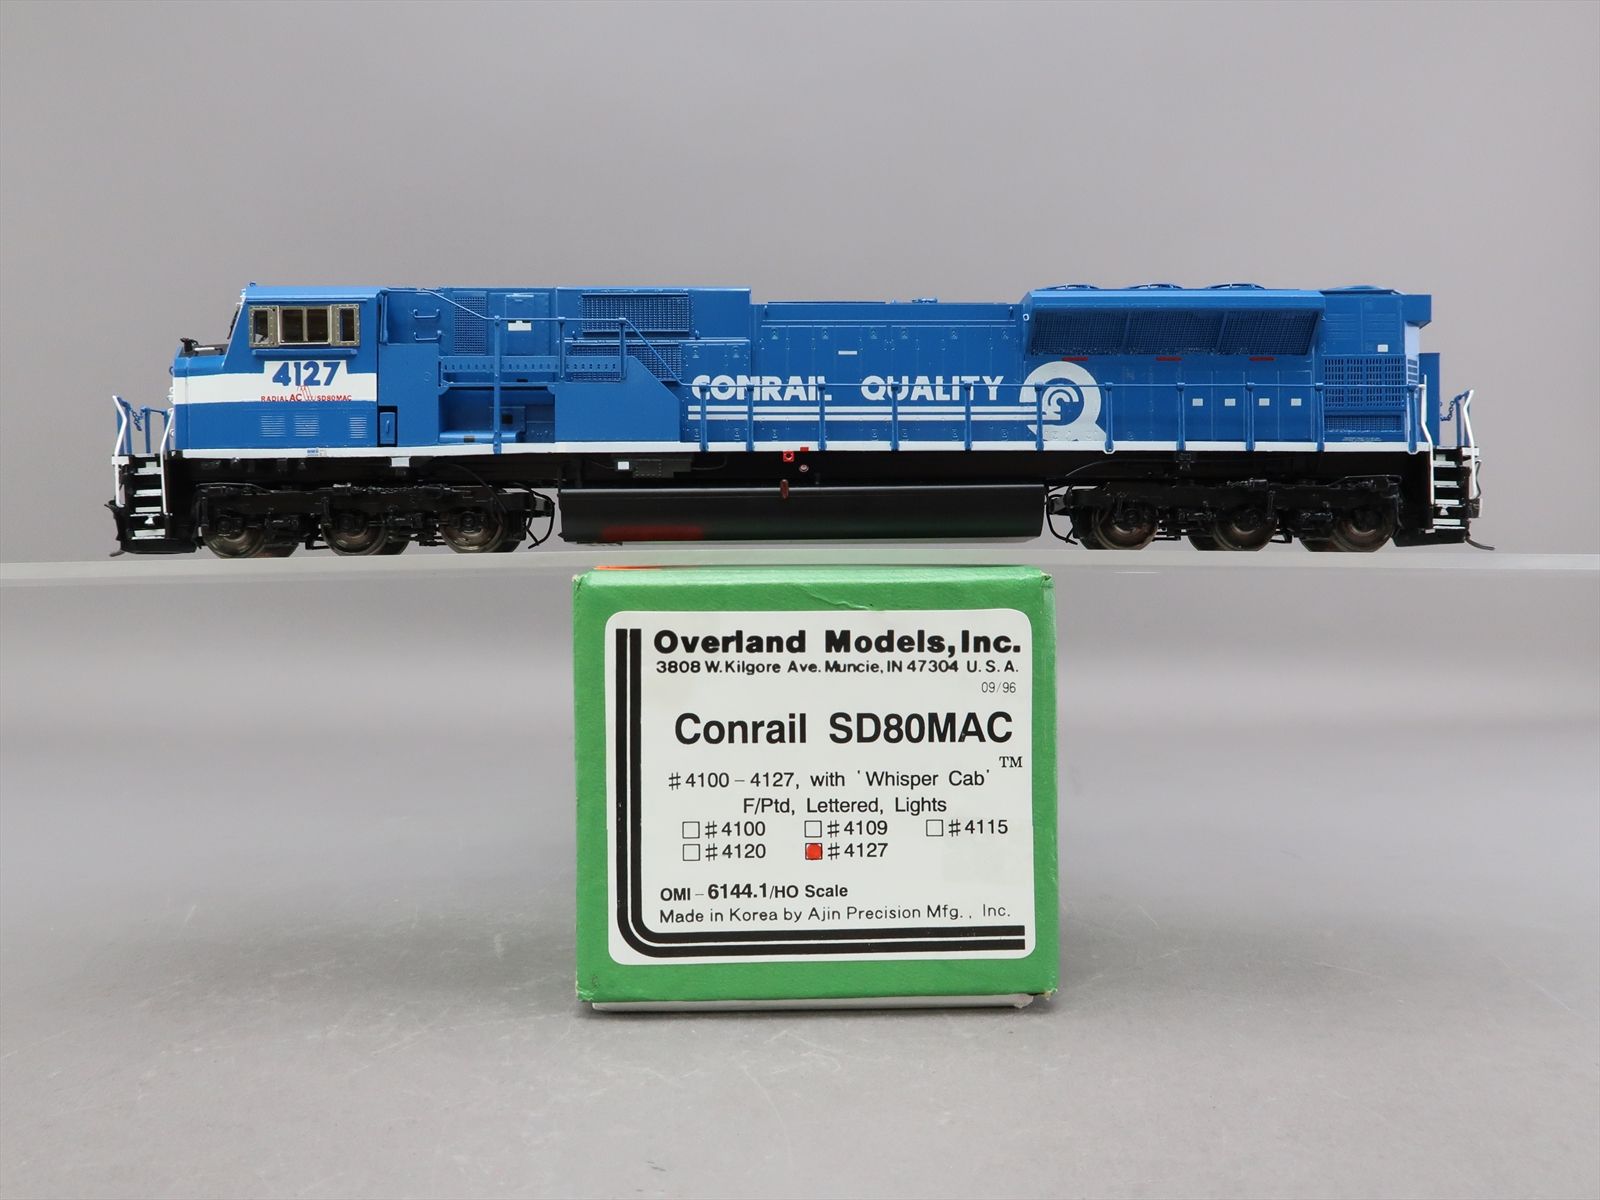 4127
RADIAL AC SD80MAC
CONRAIL QUALITY
Overland Models, Inc.
3808 W. Kilgore Ave. Muncie, IN 47304 U.S.A.
09/96
Conrail SD80MAC
TM
#4100 - 4127, with 'Whisper Cab'
F/Ptd, Lettered, Lights
#4100 #4109 #4115
#4120 #4127
OMI - 6144.1/HO Scale
Made in Korea by Ajin Precision Mfg., Inc.